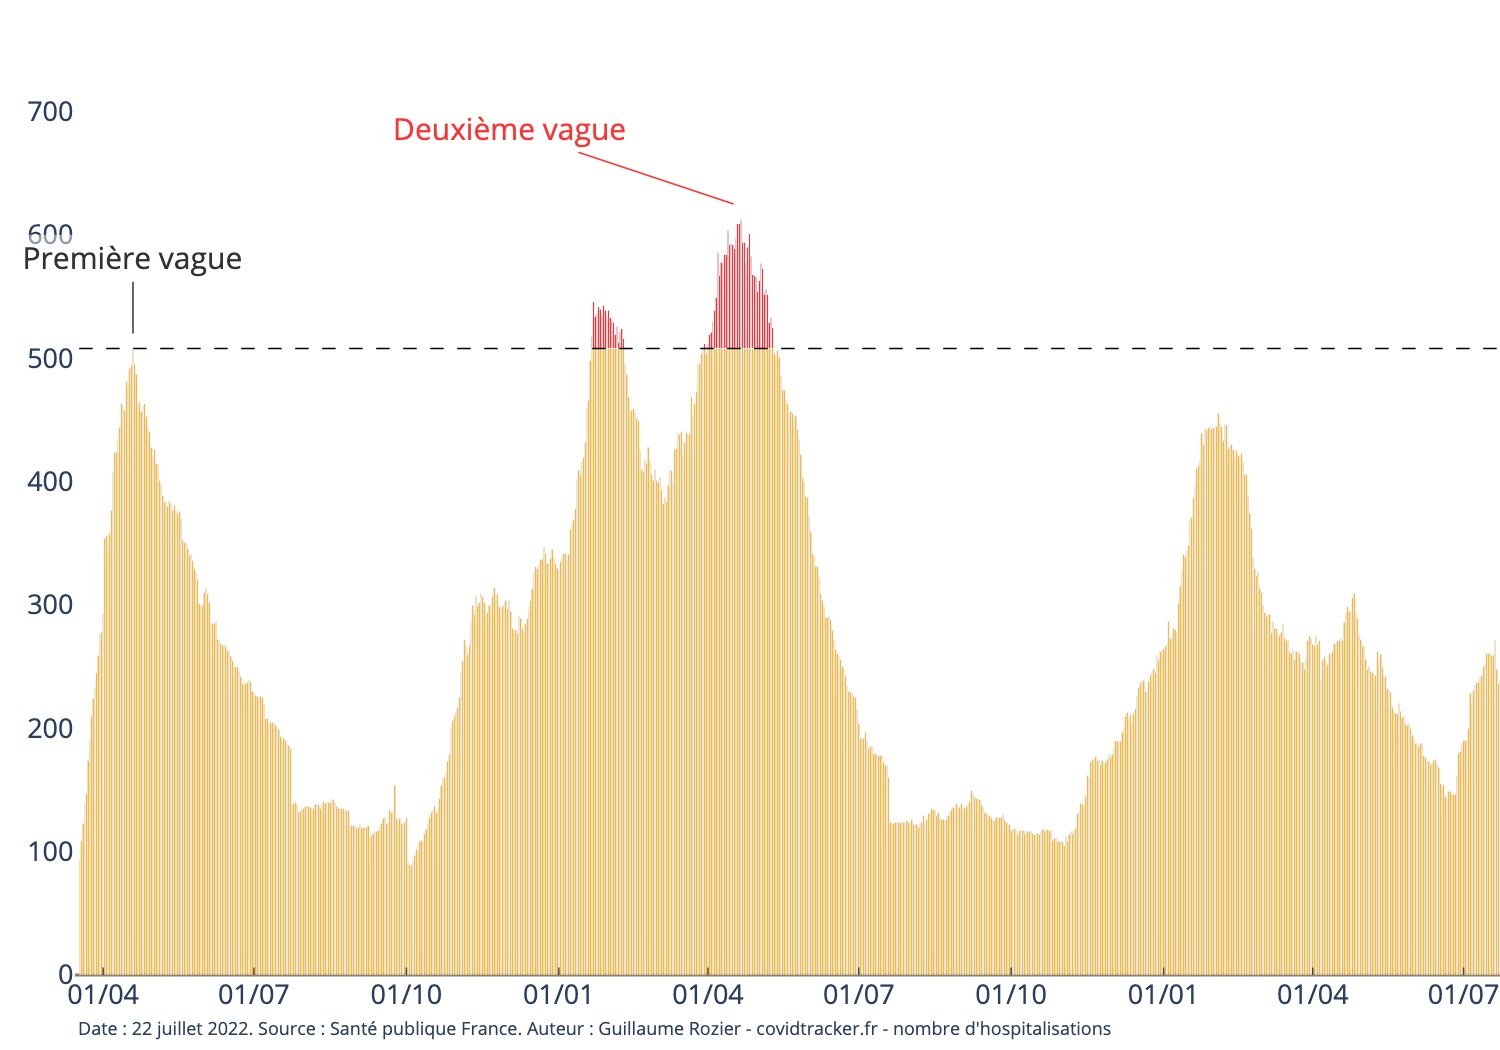 700
Deuxième vague
600
Première vague
500
400
300
200
100
0
01/04 01/07 01/10 01/01 01/04 01/07 01/10 01/01 01/04 01/07
Date : 22 juillet 2022. Source : Santé publique France. Auteur : Guillaume Rozier - covidtracker.fr - nombre d'hospitalisations